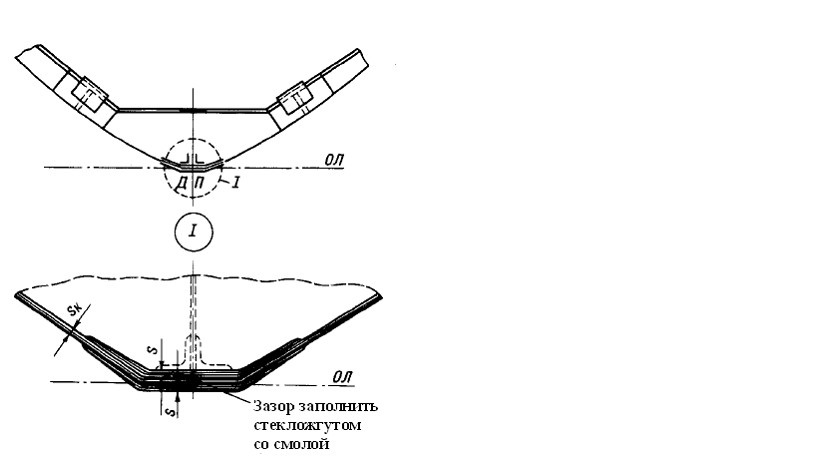 ОЛ
Д П
I
I
Sк
S
ОЛ
S
Зазор заполнить
стекложгутом
со смолой